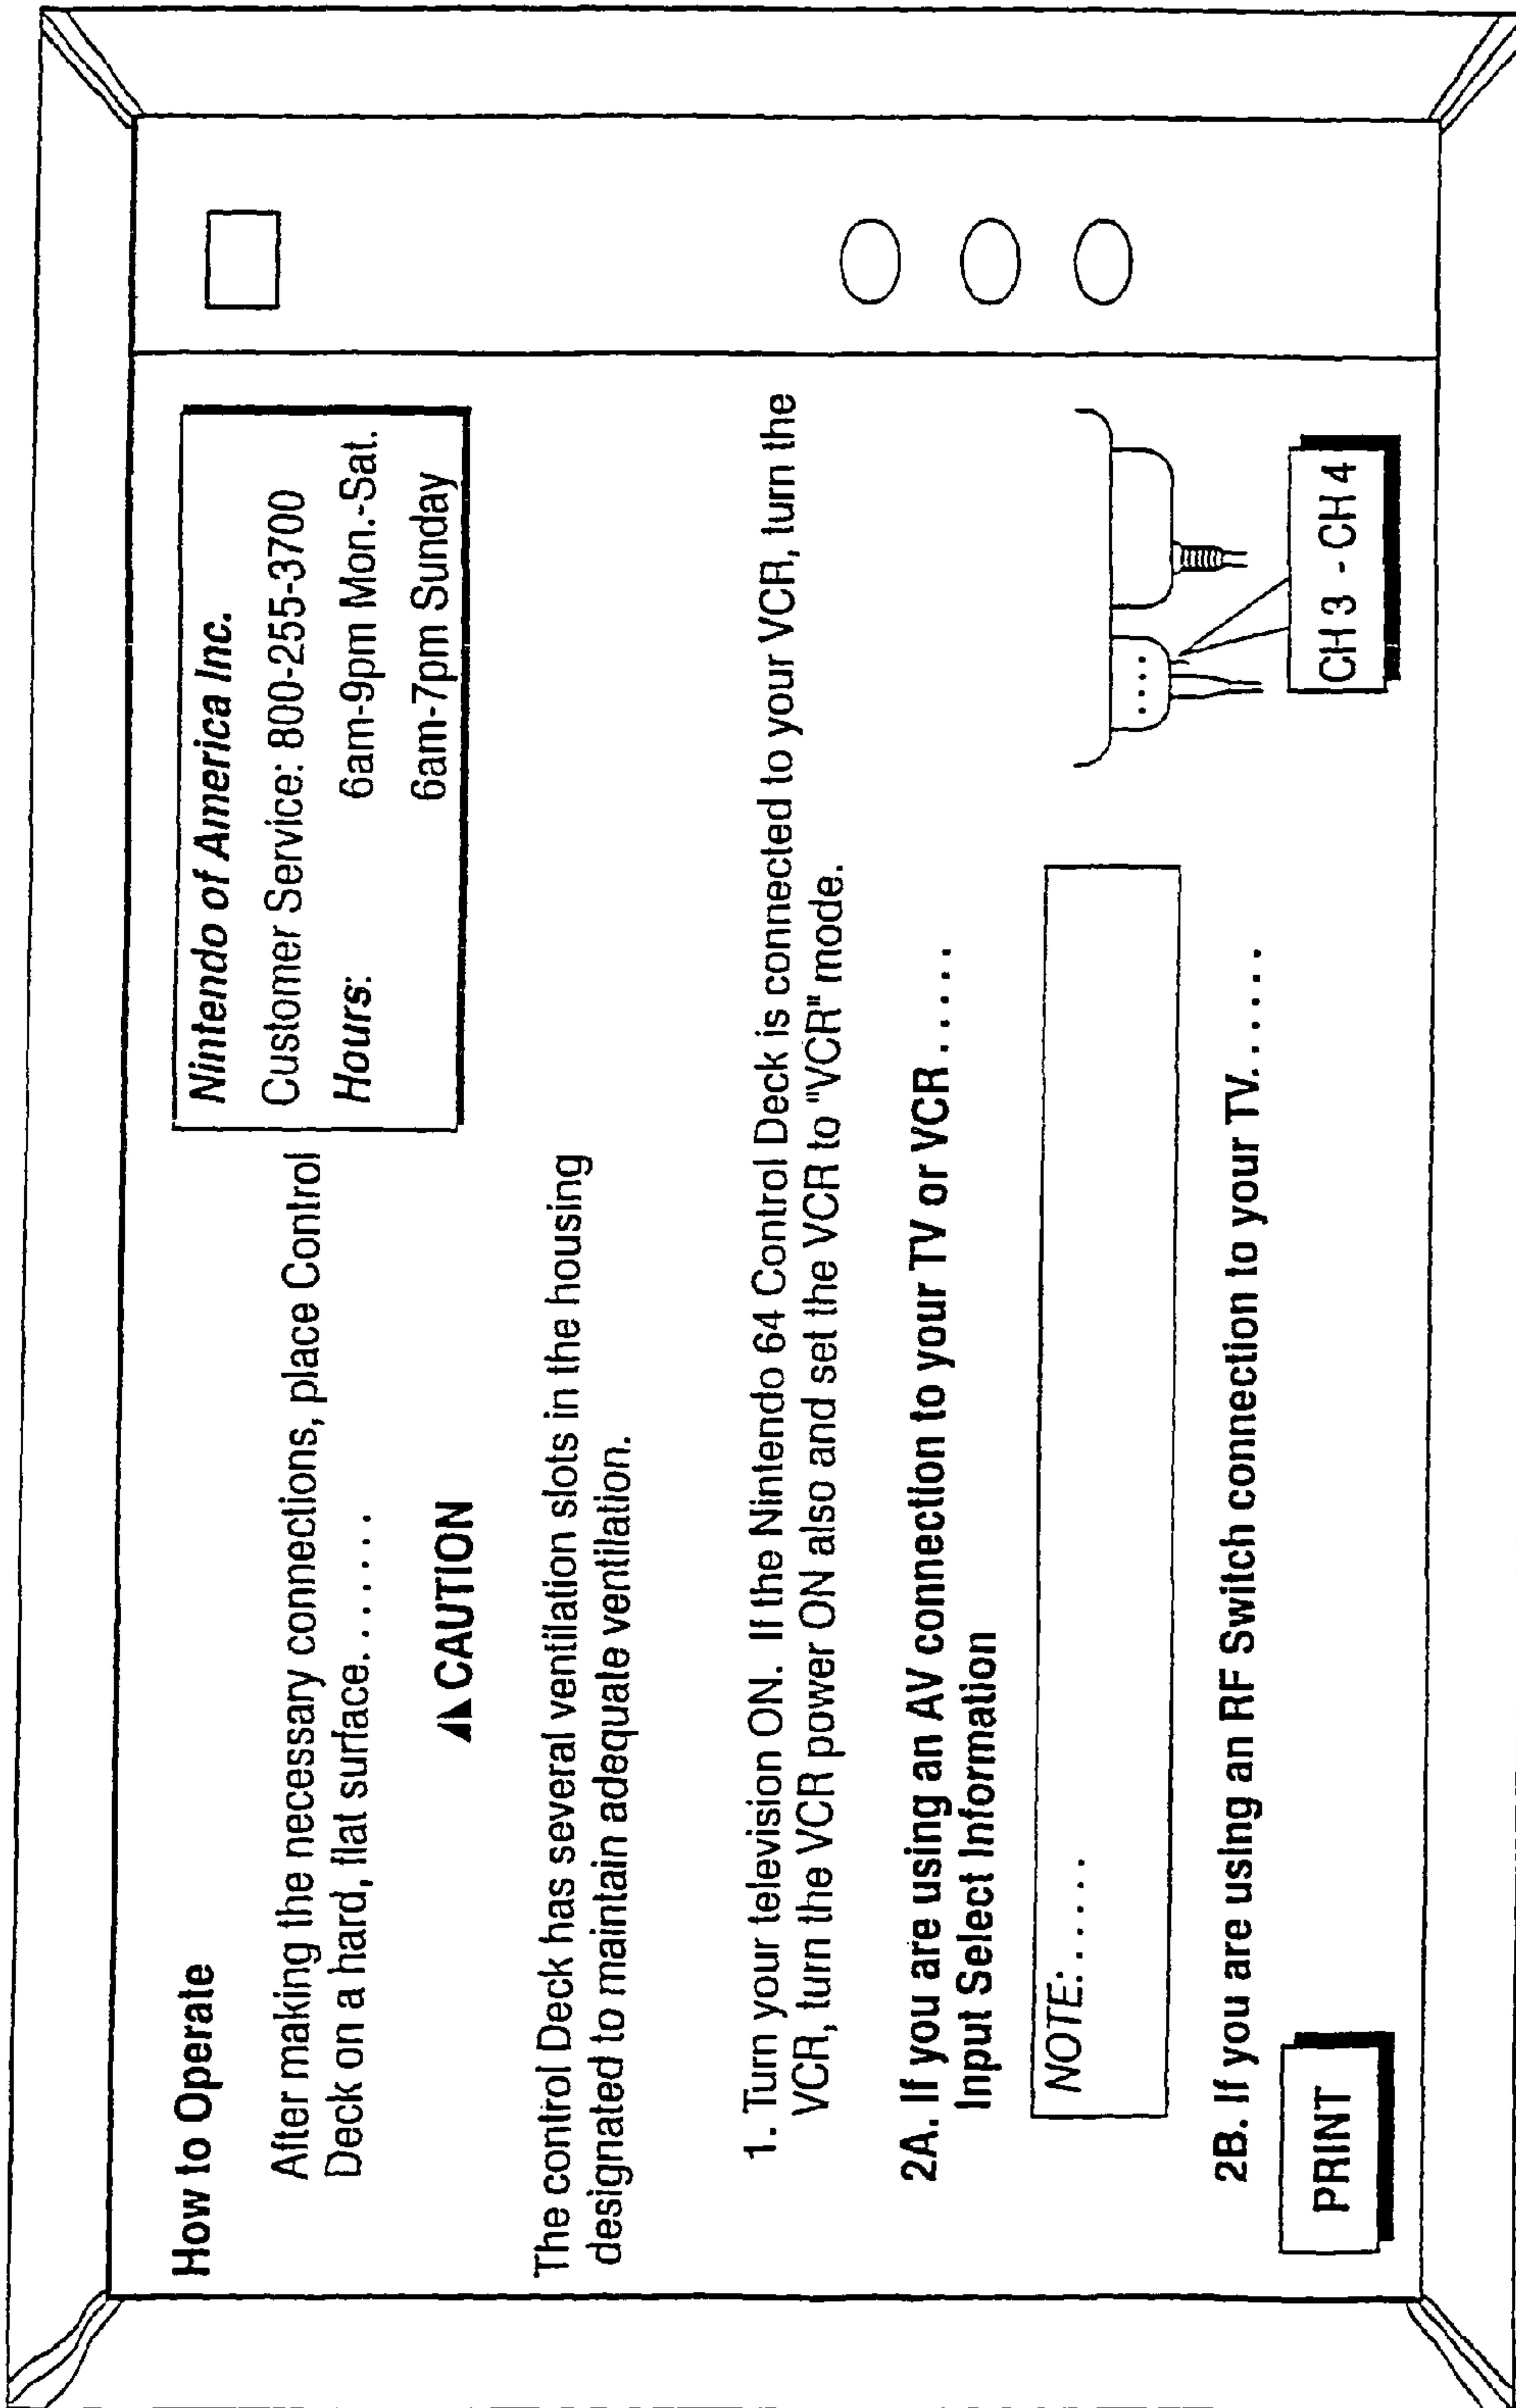 How to Operate
After making the necessary connections, place Control
Deck on a hard, flat surface.......
CAUTION
The control Deck has several ventilation slots in the housing
designated to maintain adequate ventilation.
Nintendo of America Inc.
Customer Service: 800-255-3700
Hours: 6am-9pm Mon.-Sat.
6am-7pm Sunday
1. Turn your television ON. If the Nintendo 64 Control Deck is connected to your VCR, turn the
VCR, turn the VCR power ON also and set the VCR to "VCR" mode.
2A. If you are using an AV connection to your TV or VCR.....
Input Select Information
NOTE:.....
2B. If you are using an RF Switch connection to your TV......
PRINT
CH 3 - CH 4